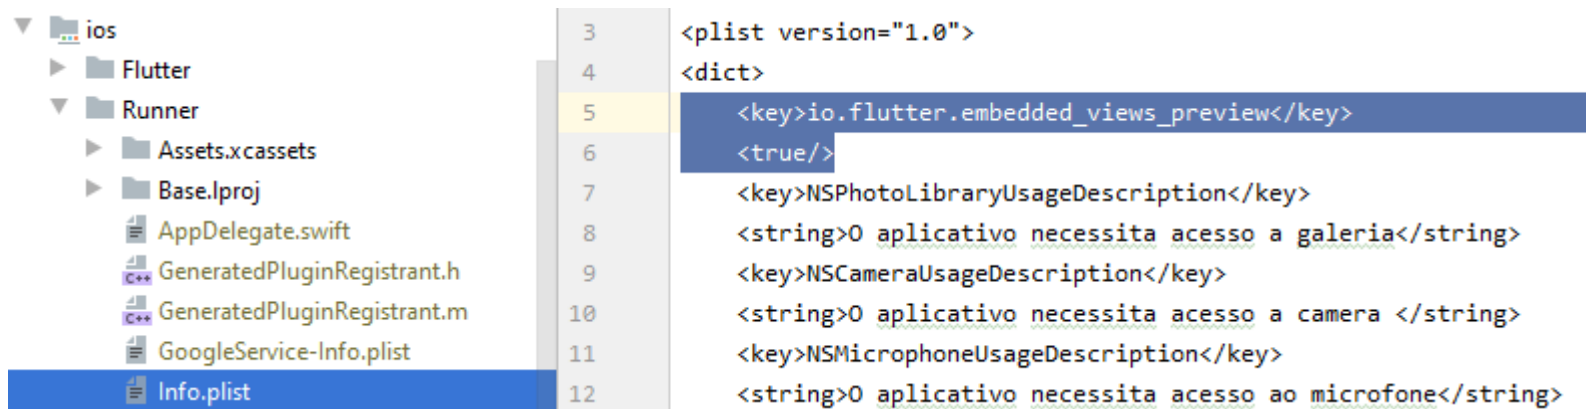 ios
Flutter
Runner
Assets.xcassets
Base.lproj
AppDelegate.swift
C++ GeneratedPluginRegistrant.h
C++ GeneratedPluginRegistrant.m
GoogleService-Info.plist
Info.plist
3 <plist version="1.0">
4 <dict>
5 <key>io.flutter.embedded_views_preview</key>
6 <true/>
7 <key>NSPhotoLibraryUsageDescription</key>
8 <string>O aplicativo necessita acesso a galeria</string>
9 <key>NSCameraUsageDescription</key>
10 <string>O aplicativo necessita acesso a camera </string>
11 <key>NSMicrophoneUsageDescription</key>
12 <string>O aplicativo necessita acesso ao microfone</string>